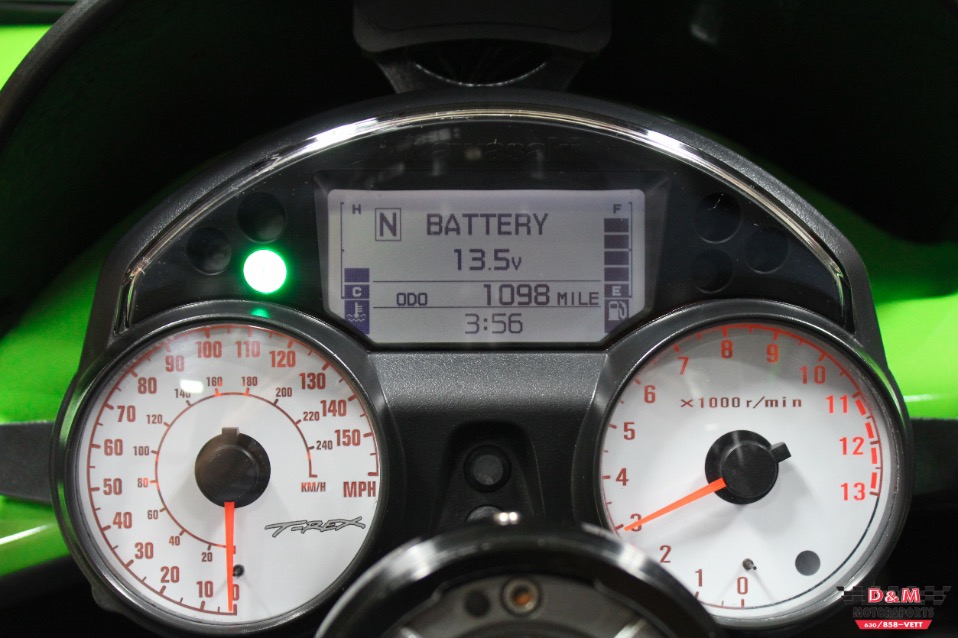 H
F
N
BATTERY
13.5v
C
E
ODO 1098 MILE
3:56
0
10
20
30
40
50
60
70
80
90
100
110
120
130
140
150
MPH
20
40
60
80
100
120
140
160
180
200
220
240
KM/H
T-REX
×1000 r/min
0
1
2
3
4
5
6
7
8
9
10
11
12
13
D&M
MOTORSPORTS
630/858-VETT